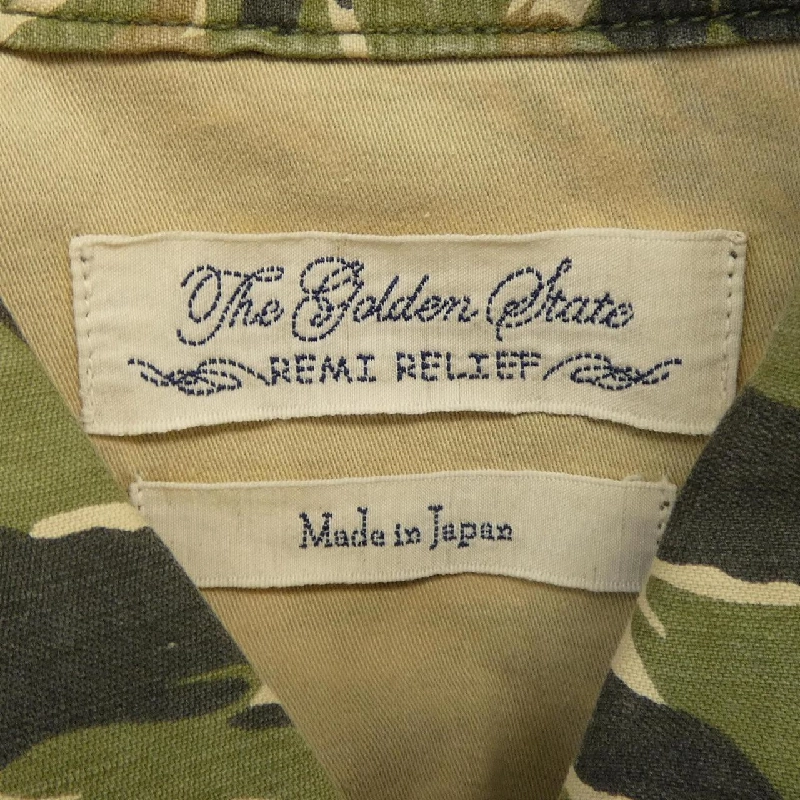 The Golden State
REMI RELIEF
Made in Japan